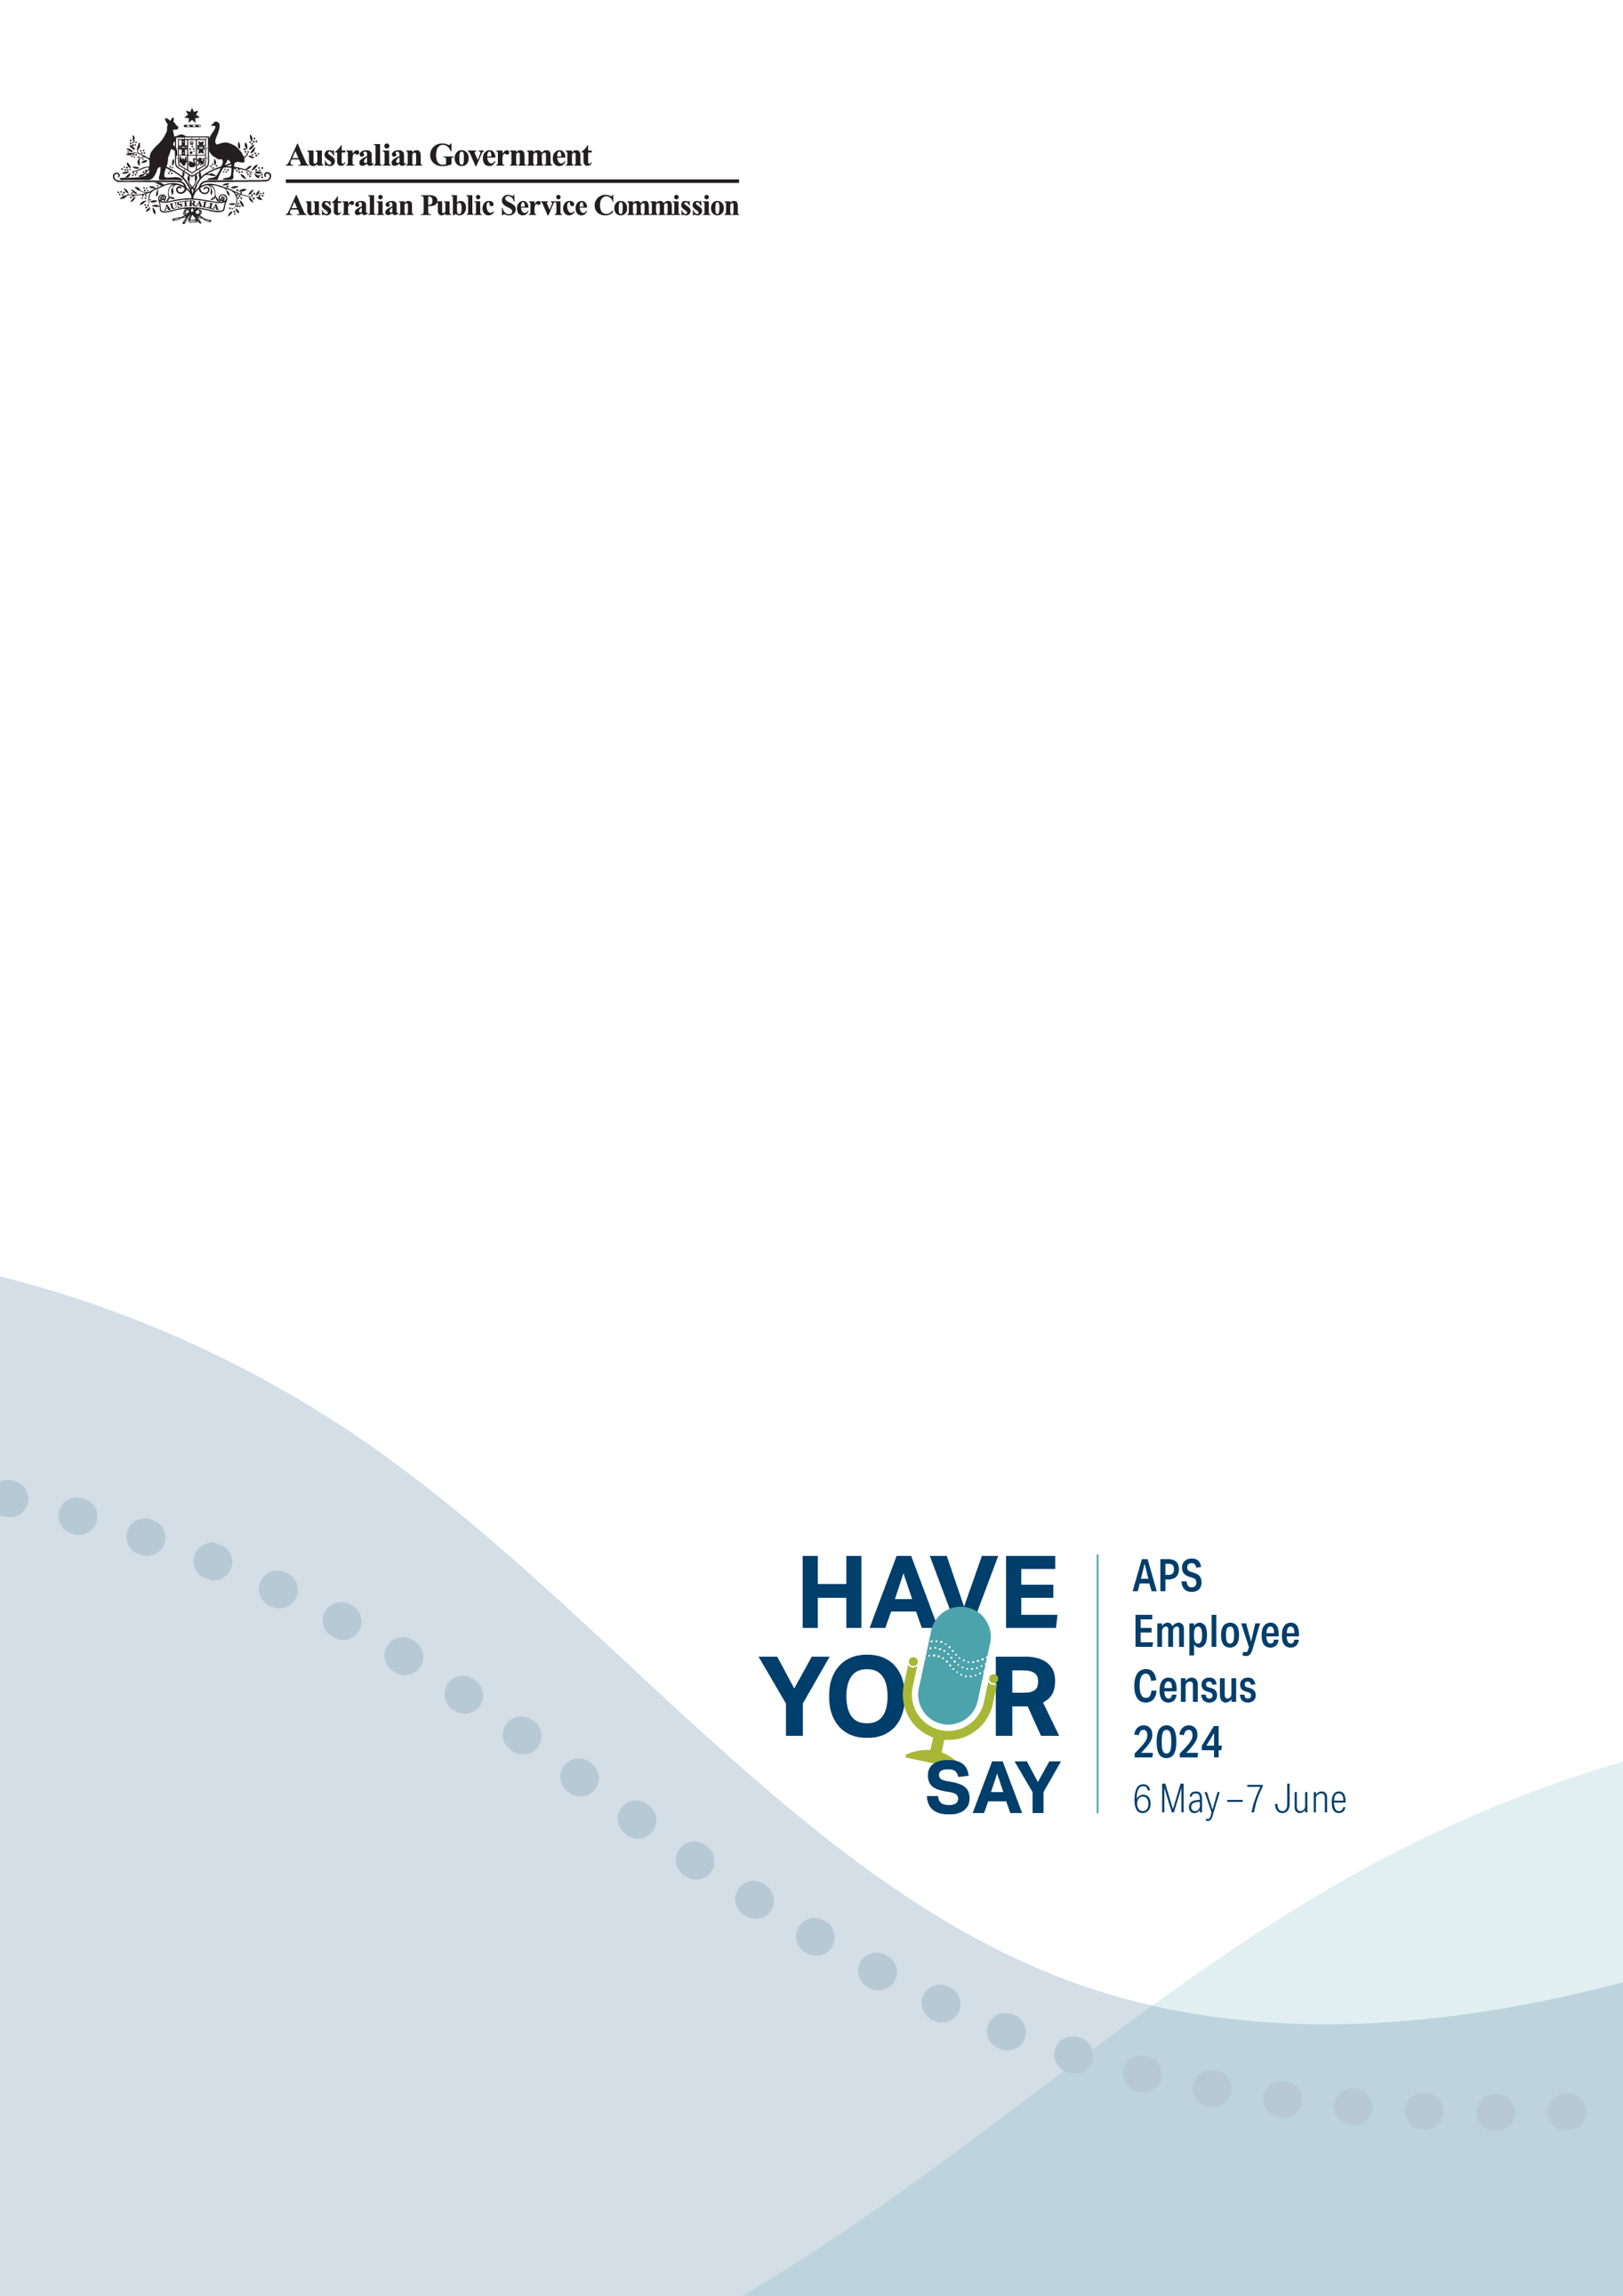 Australian Government
Australian Public Service Commission
AUSTRALIA
HAVE
YOUR
SAY
APS
Employee
Census
2024
6 May – 7 June